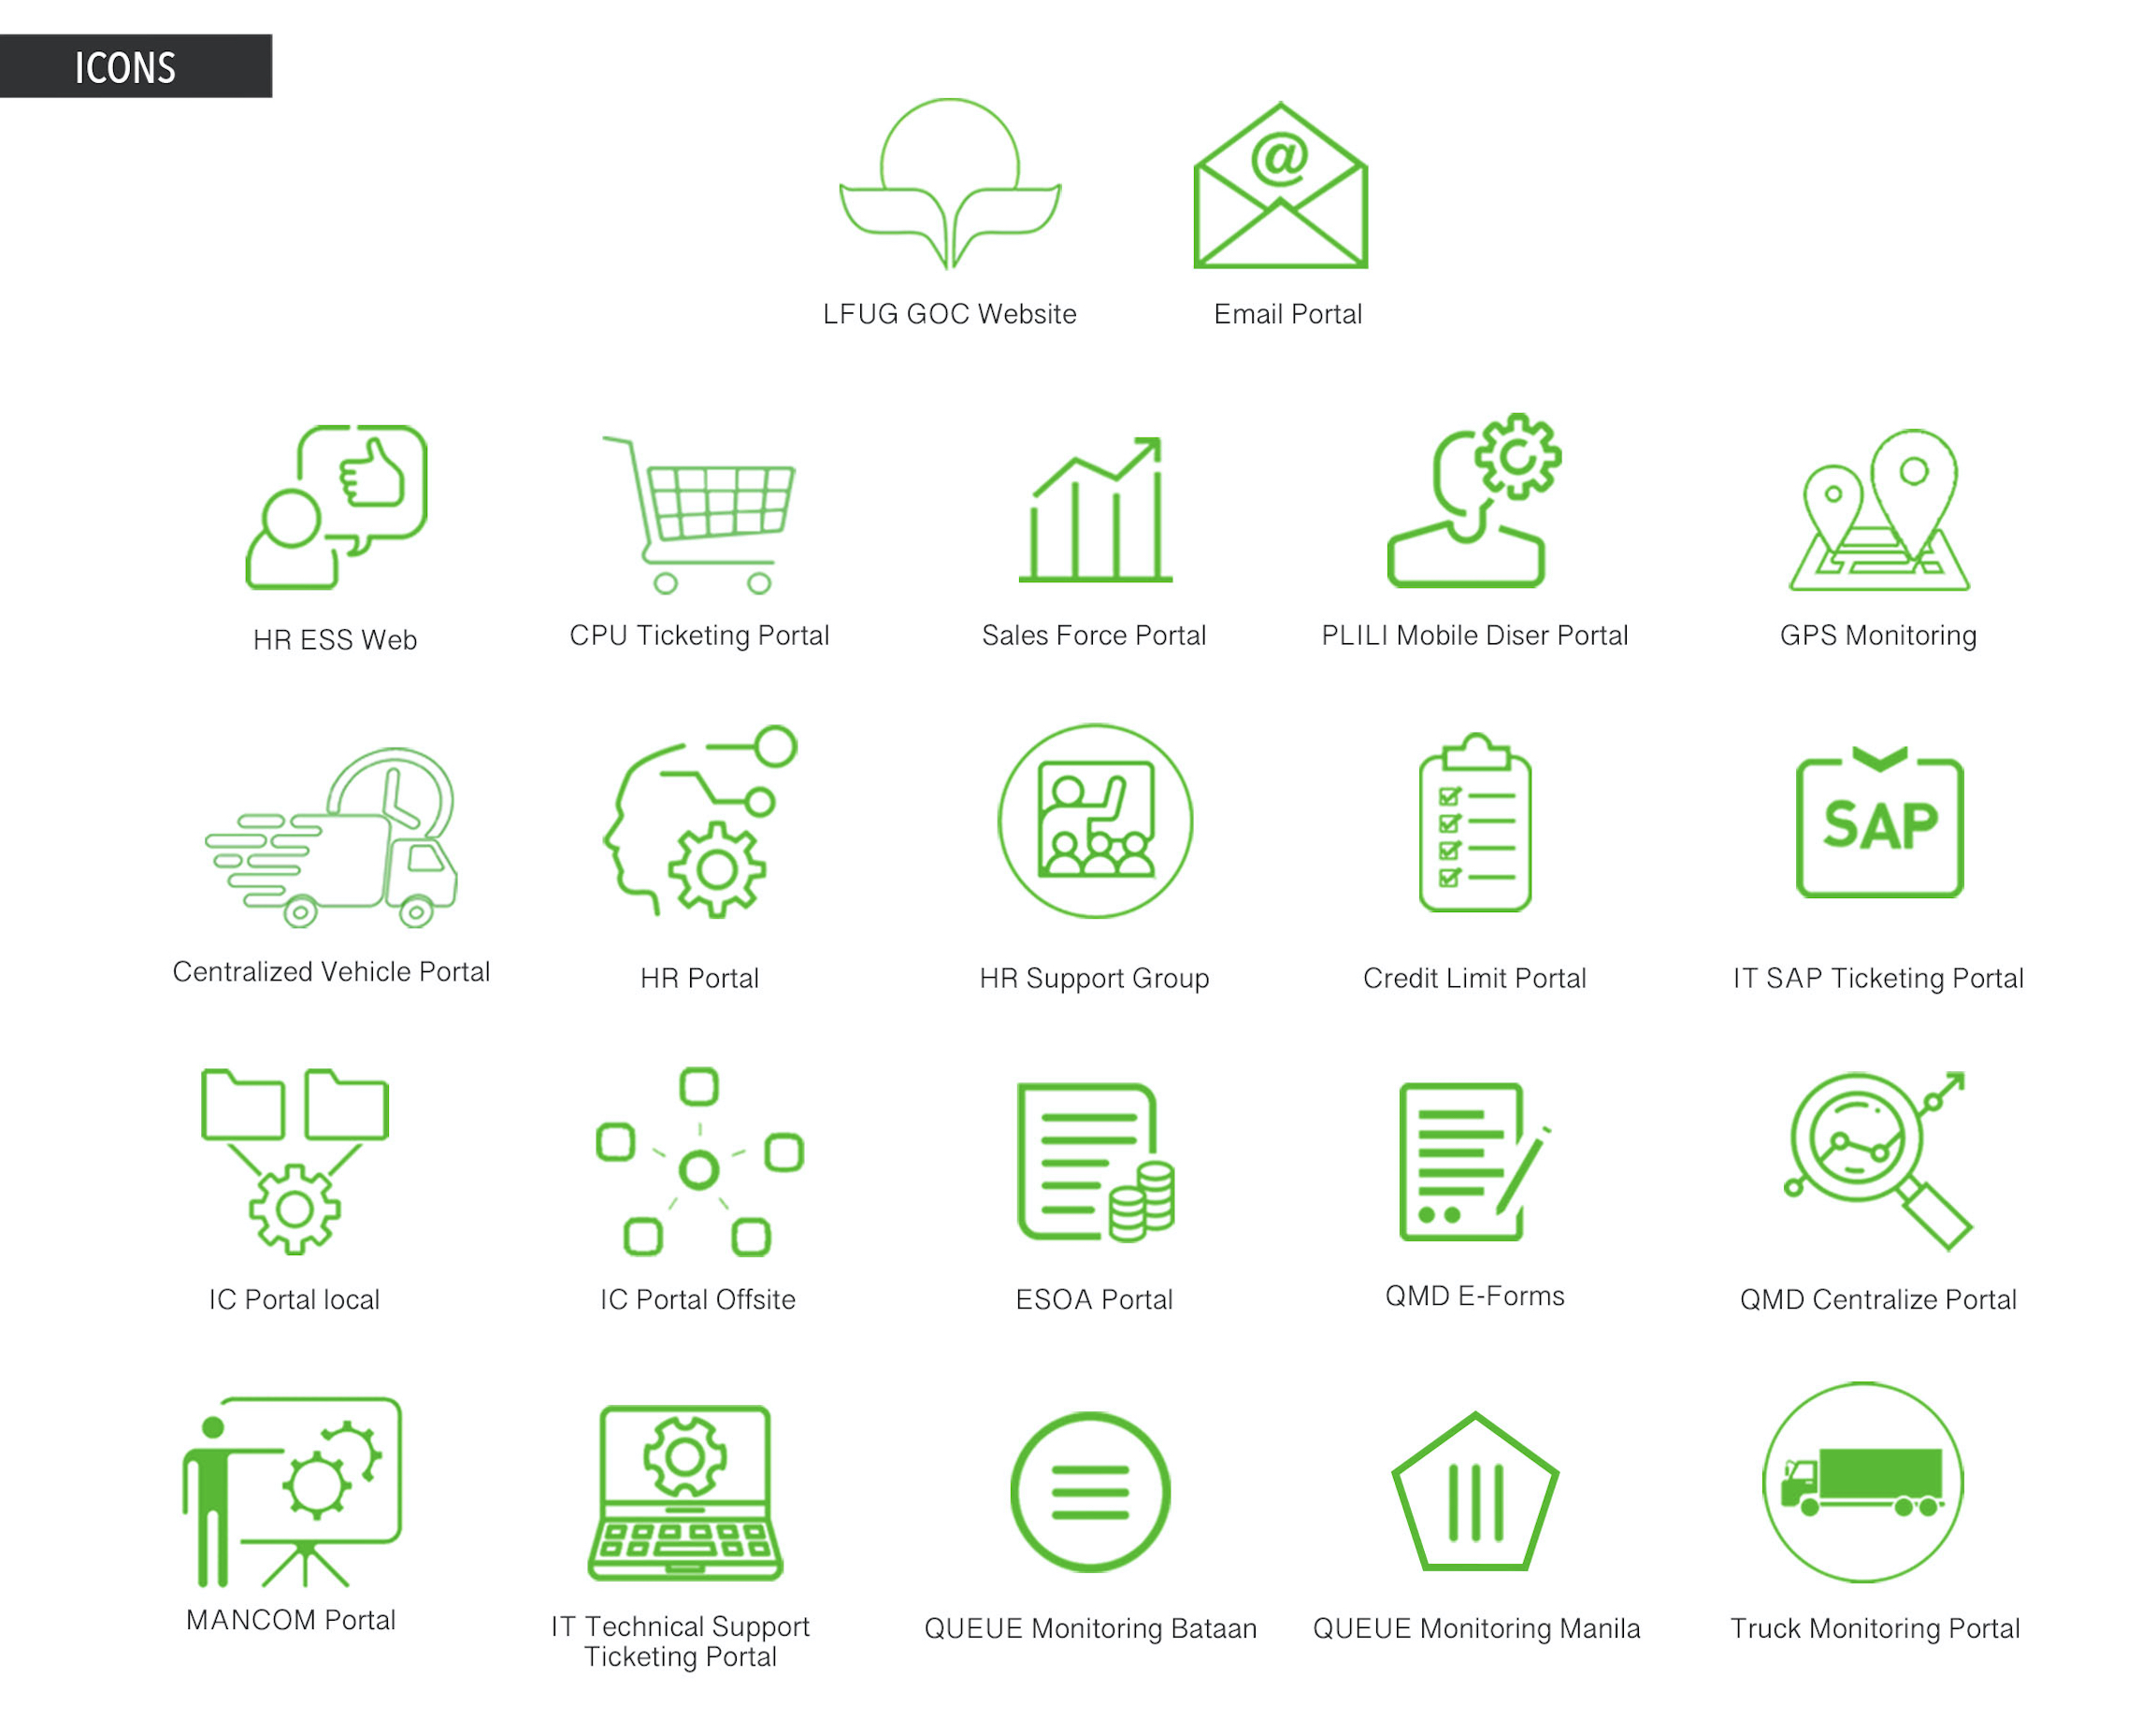 ICONS
@
LFUG GOC Website
Email Portal
HR ESS Web
CPU Ticketing Portal
Sales Force Portal
PLILI Mobile Diser Portal
GPS Monitoring
SAP
Centralized Vehicle Portal
HR Portal
HR Support Group
Credit Limit Portal
IT SAP Ticketing Portal
IC Portal local
IC Portal Offsite
ESOA Portal
QMD E-Forms
QMD Centralize Portal
MANCOM Portal
IT Technical Support
Ticketing Portal
QUEUE Monitoring Bataan
QUEUE Monitoring Manila
Truck Monitoring Portal